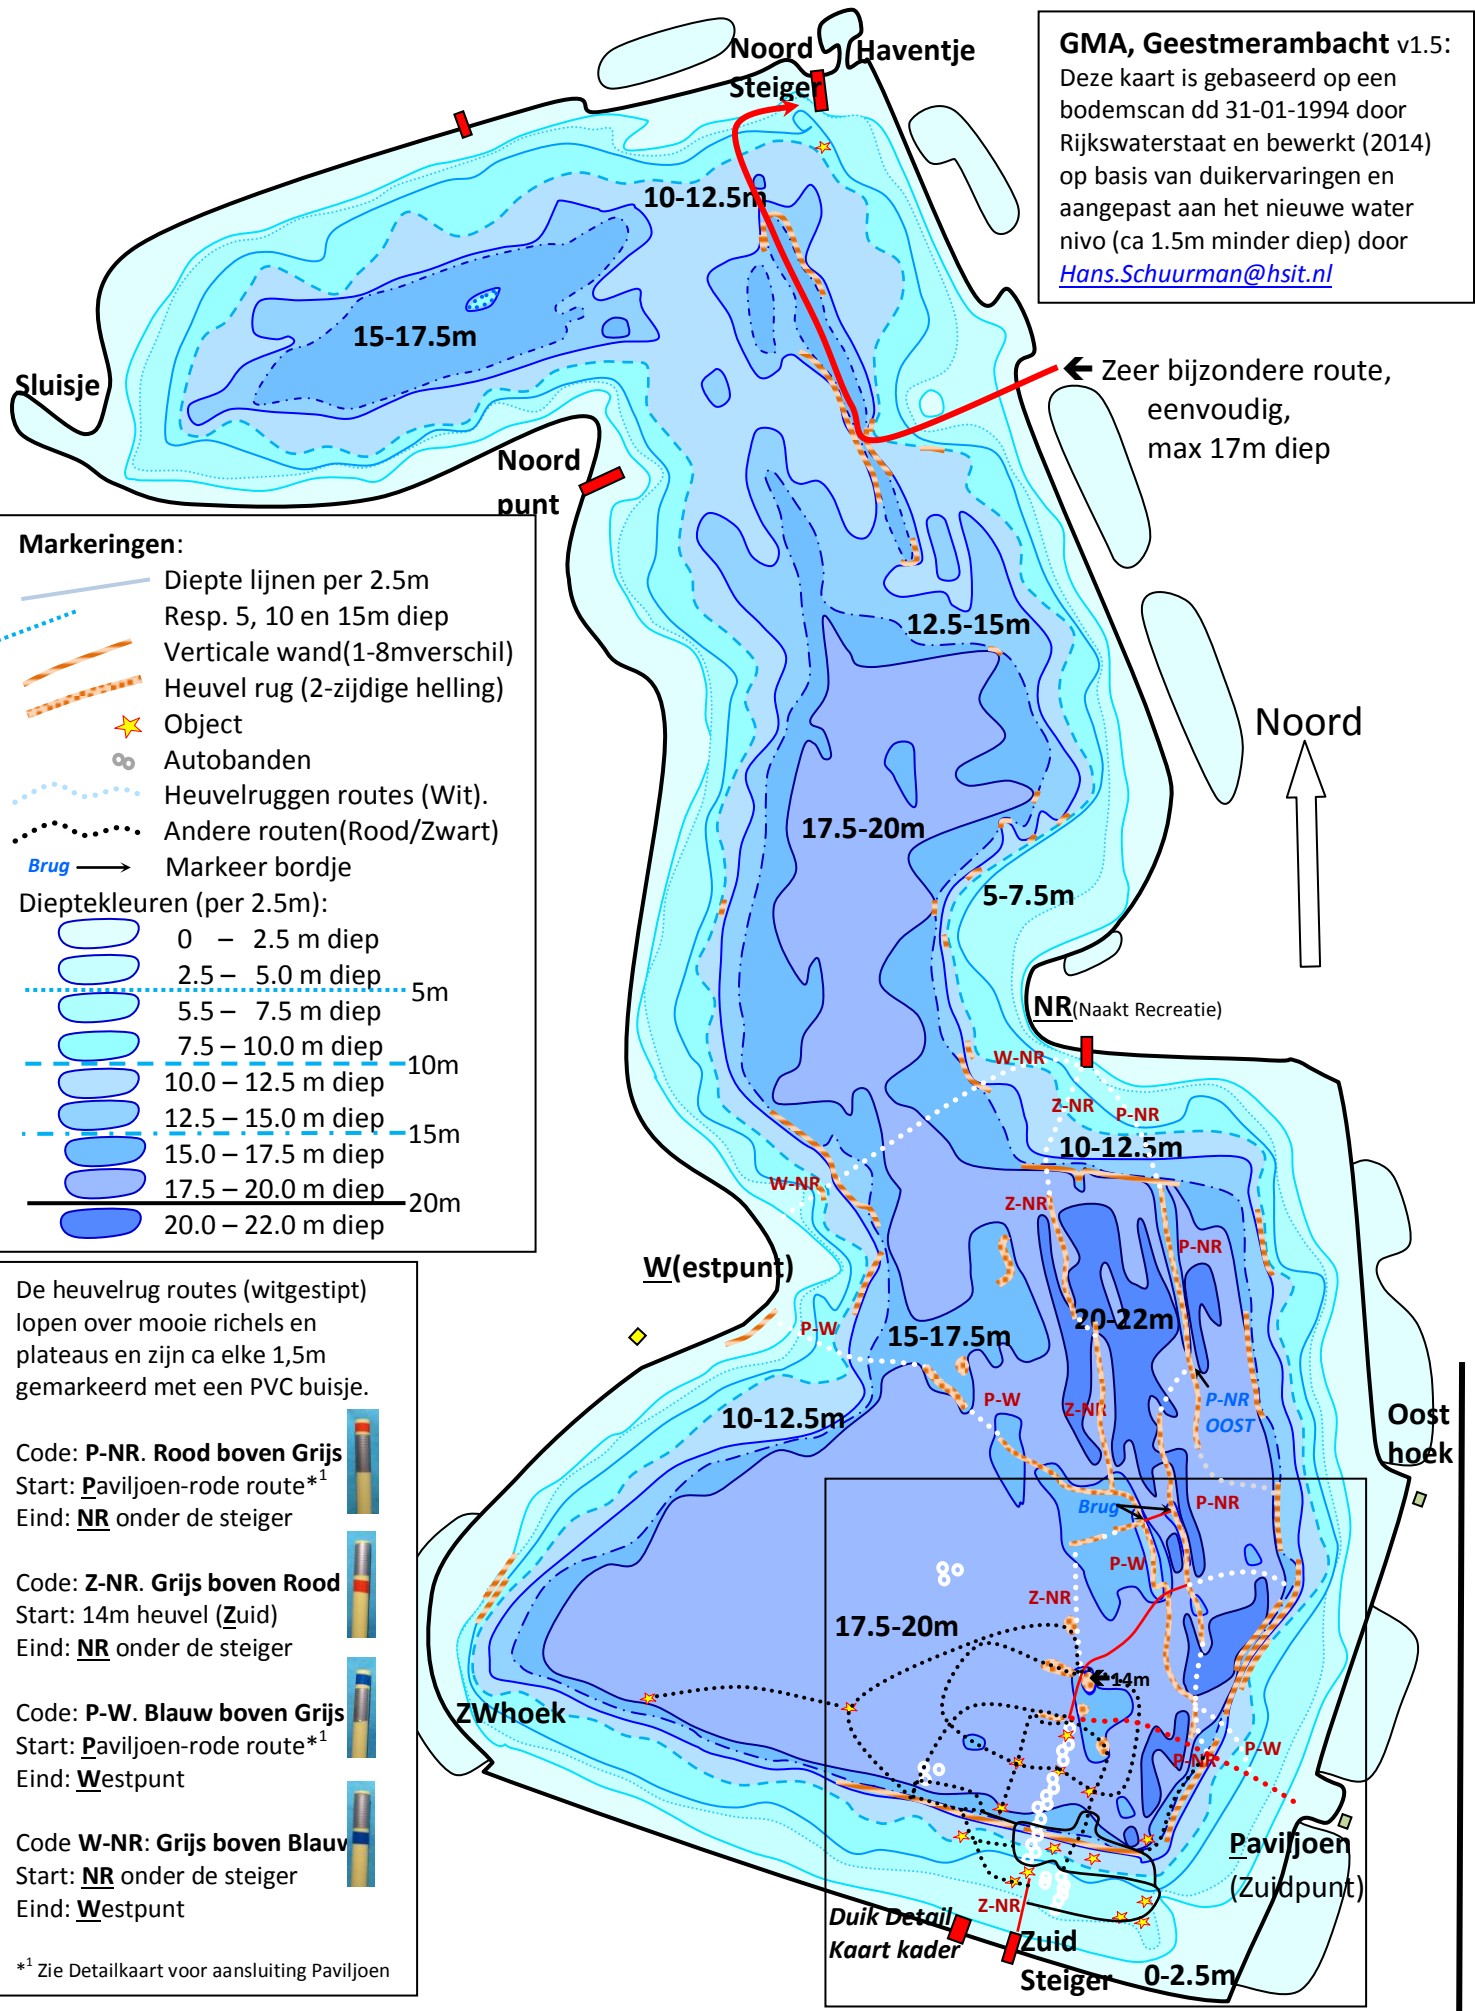 Noord
Steiger
Haventje
GMA, Geestmerambacht v1.5:
Deze kaart is gebaseerd op een
bodemscan dd 31-01-1994 door
Rijkswaterstaat en bewerkt (2014)
op basis van duikervaringen en
aangepast aan het nieuwe water
nivo (ca 1.5m minder diep) door
Hans.Schuurman@hsit.nl
10-12.5m
15-17.5m
Sluisje
Zeer bijzondere route,
eenvoudig,
max 17m diep
Noord
punt
Markeringen:
Diepte lijnen per 2.5m
Resp. 5, 10 en 15m diep
Verticale wand(1-8mverschil)
Heuvel rug (2-zijdige helling)
Object
Autobanden
Heuvelruggen routes (Wit).
Andere routen(Rood/Zwart)
Brug
Markeer bordje
Dieptekleuren (per 2.5m):
0 – 2.5 m diep
2.5 – 5.0 m diep
5m
5.5 – 7.5 m diep
7.5 – 10.0 m diep
10m
10.0 – 12.5 m diep
12.5 – 15.0 m diep
15m
15.0 – 17.5 m diep
17.5 – 20.0 m diep
20m
20.0 – 22.0 m diep
12.5-15m
Noord
17.5-20m
5-7.5m
NR(Naakt Recreatie)
W-NR
Z-NR
P-NR
10-12.5m
W-NR
Z-NR
P-NR
W(estpunt)
P-W
15-17.5m
20-22m
P-W
Z-NR
P-NR
OOST
10-12.5m
Oost
hoek
De heuvelrug routes (witgestipt)
lopen over mooie richels en
plateaus en zijn ca elke 1,5m
gemarkeerd met een PVC buisje.
Code: P-NR. Rood boven Grijs
Start: Paviljoen-rode route*1
Eind: NR onder de steiger
Code: Z-NR. Grijs boven Rood
Start: 14m heuvel (Zuid)
Eind: NR onder de steiger
Code: P-W. Blauw boven Grijs
Start: Paviljoen-rode route*1
Eind: Westpunt
Code W-NR: Grijs boven Blauw
Start: NR onder de steiger
Eind: Westpunt
*1 Zie Detailkaart voor aansluiting Paviljoen
Brug
P-NR
P-W
Z-NR
17.5-20m
14m
ZWhoek
P-NR
P-W
Paviljoen
(Zuidpunt)
Z-NR
Duik Detail
Kaart kader
Zuid
Steiger
0-2.5m